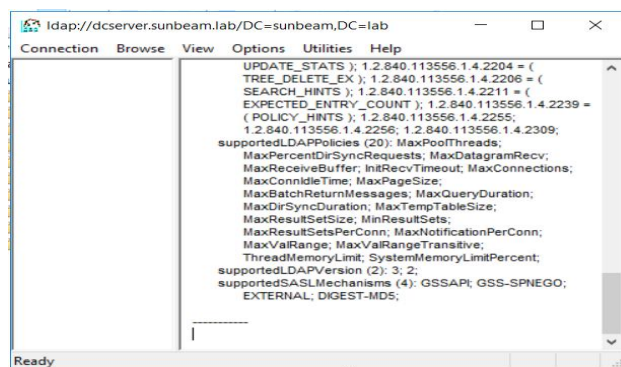 ldap://dcserver.sunbeam.lab/DC=sunbeam,DC=lab
Connection Browse View Options Utilities Help
UPDATE_STATS ); 1.2.840.113556.1.4.2204 = (
TREE_DELETE_EX ); 1.2.840.113556.1.4.2206 = (
SEARCH_HINTS ); 1.2.840.113556.1.4.2211 = (
EXPECTED_ENTRY_COUNT ); 1.2.840.113556.1.4.2239 =
( POLICY_HINTS ); 1.2.840.113556.1.4.2255;
1.2.840.113556.1.4.2256; 1.2.840.113556.1.4.2309;
supportedLDAPPolicies (20): MaxPoolThreads;
MaxPercentDirSyncRequests; MaxDatagramRecv;
MaxReceiveBuffer; InitRecvTimeout; MaxConnections;
MaxConnIdleTime; MaxPageSize;
MaxBatchReturnMessages; MaxQueryDuration;
MaxDirSyncDuration; MaxTempTableSize;
MaxResultSetSize; MinResultSets;
MaxResultSetsPerConn; MaxNotificationPerConn;
MaxValRange; MaxValRangeTransitive;
ThreadMemoryLimit; SystemMemoryLimitPercent;
supportedLDAPVersion (2): 3; 2;
supportedSASLMechanisms (4): GSSAPI; GSS-SPNEGO;
EXTERNAL; DIGEST-MD5;
-----------
Ready